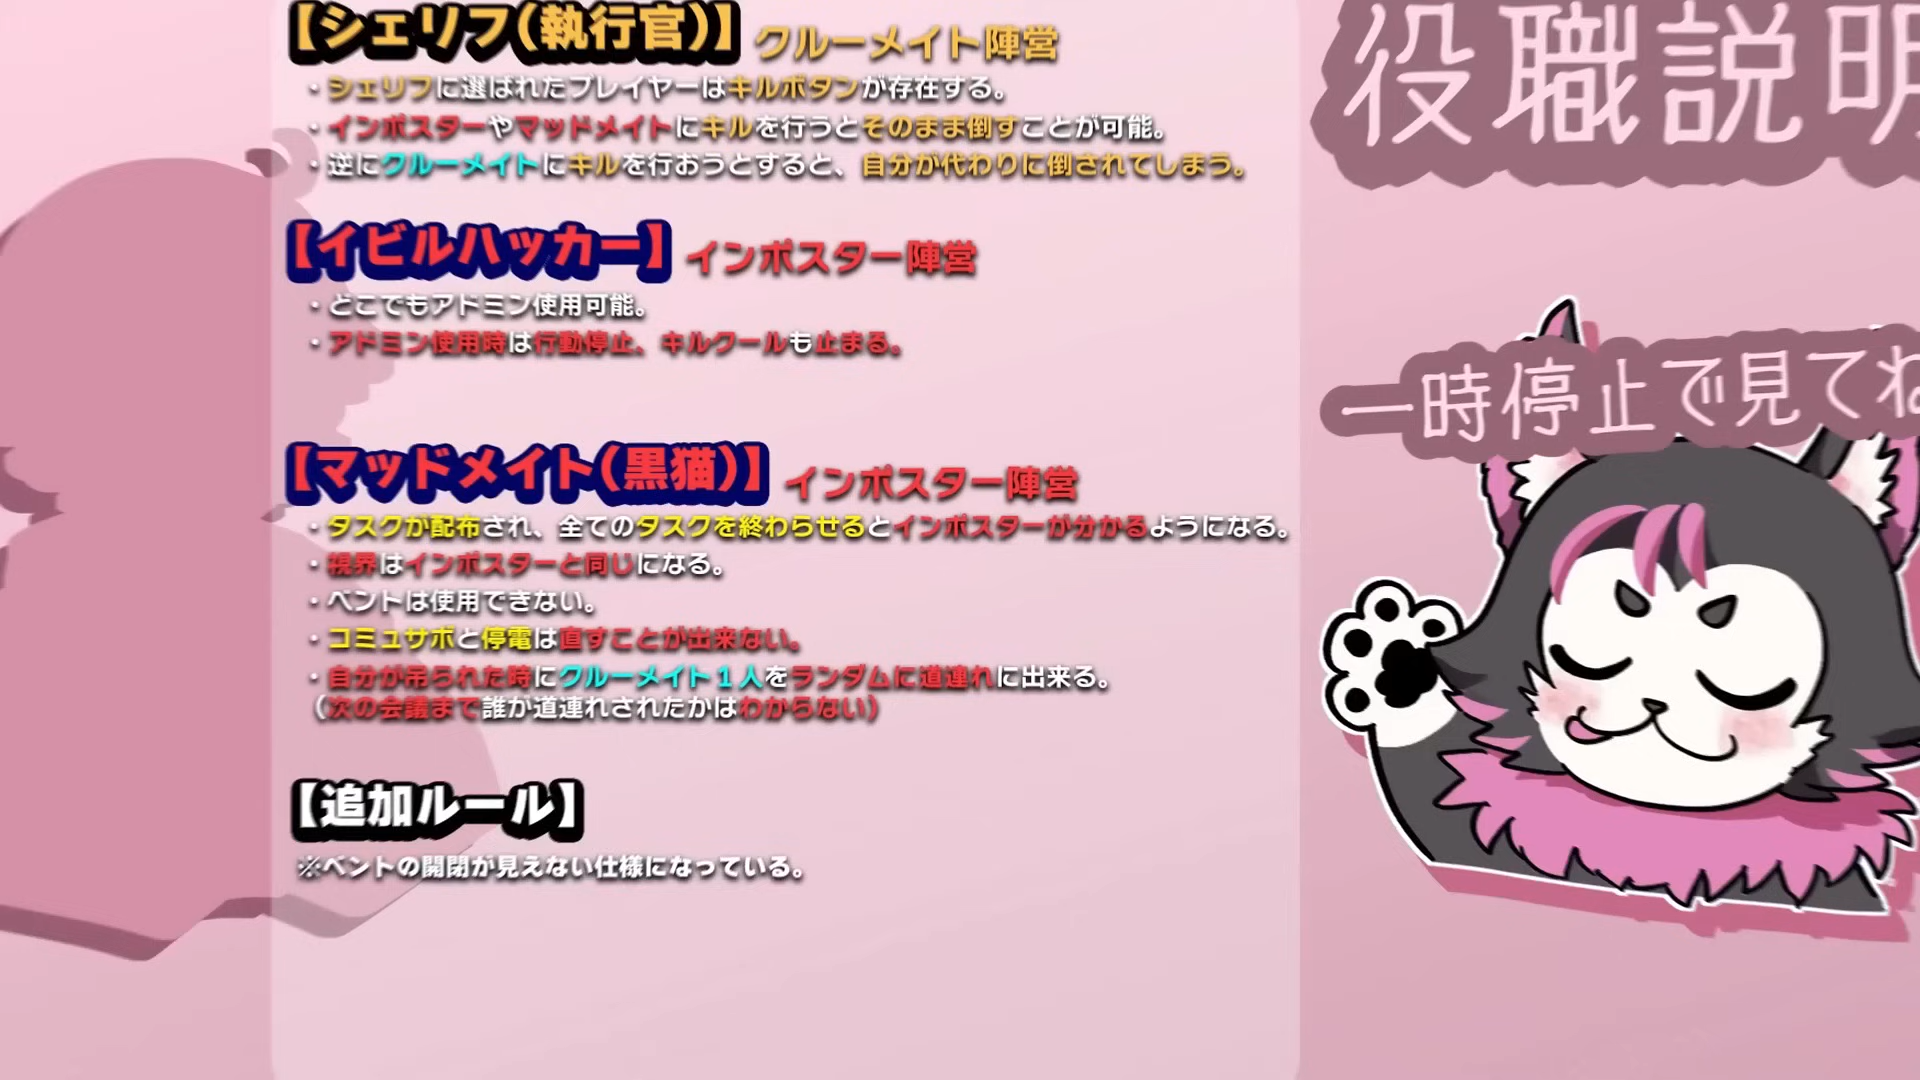 【シェリフ(執行官)】 クルーメイト陣営
・シェリフに選ばれたプレイヤーはキルボタンが存在する。
・インポスターやマッドメイトにキルを行うとそのまま倒すことが可能。
・逆にクルーメイトにキルを行おうとすると、自分が代わりに倒されてしまう。
【イビルハッカー】 インポスター陣営
・どこでもアドミン使用可能。
・アドミン使用時は行動停止、キルクールも止まる。
【マッドメイト(黒猫)】 インポスター陣営
・タスクが配布され、全てのタスクを終わらせるとインポスターが分かるようになる。
・視界はインポスターと同じになる。
・ベントは使用できない。
・コミュサボと停電は直すことが出来ない。
・自分が吊られた時にクルーメイト1人をランダムに道連れに出来る。
(次の会議まで誰が道連れされたかはわからない)
【追加ルール】
※ベントの開閉が見えない仕様になっている。
役職説明
一時停止で見てね